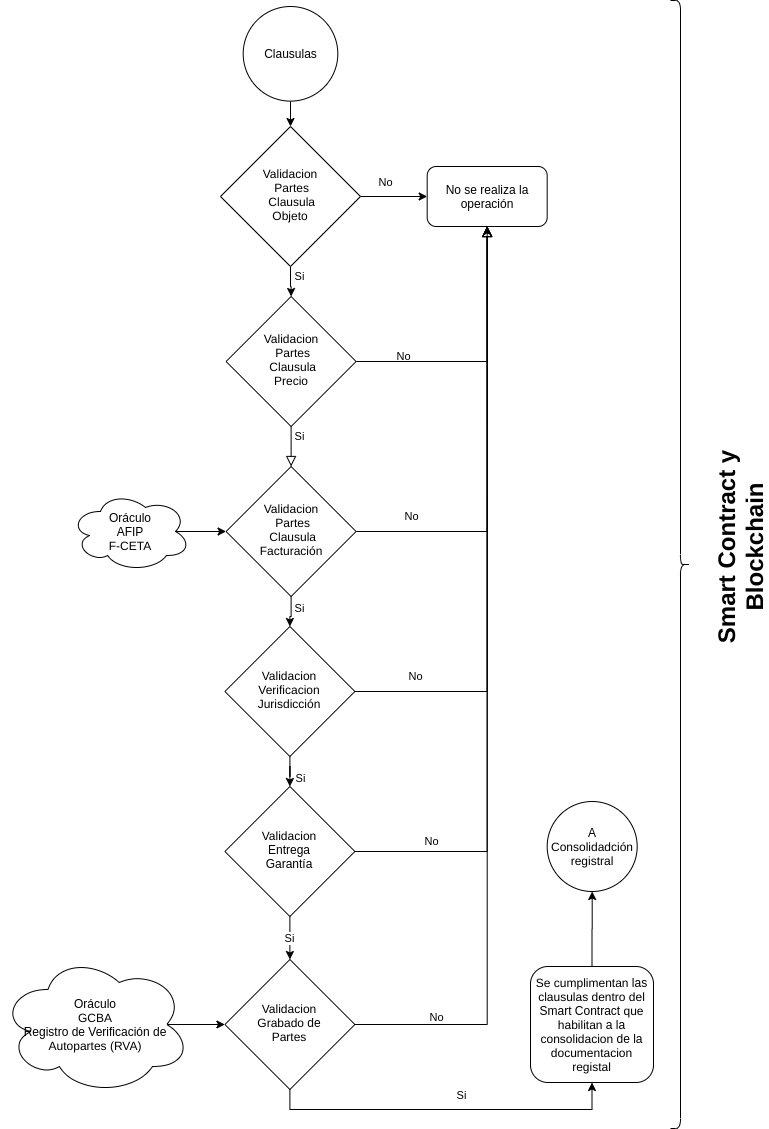 Clausulas
Validacion
Partes
Clausula
Objeto
No
No se realiza la
operación
Si
Validacion
Partes
Clausula
Precio
No
Si
Oráculo
AFIP
F-CETA
Validacion
Partes
Clausula
Facturación
No
Si
Validacion
Verificacion
Jurisdicción
No
Si
Validacion
Entrega
Garantía
No
Si
Oráculo
GCBA
Registro de Verificación de
Autopartes (RVA)
Validacion
Grabado de
Partes
No
Si
Se cumplimentan las
clausulas dentro del
Smart Contract que
habilitan a la
consolidacion de la
documentacion
registal
A
Consolidadción
registral
Smart Contract y
Blockchain